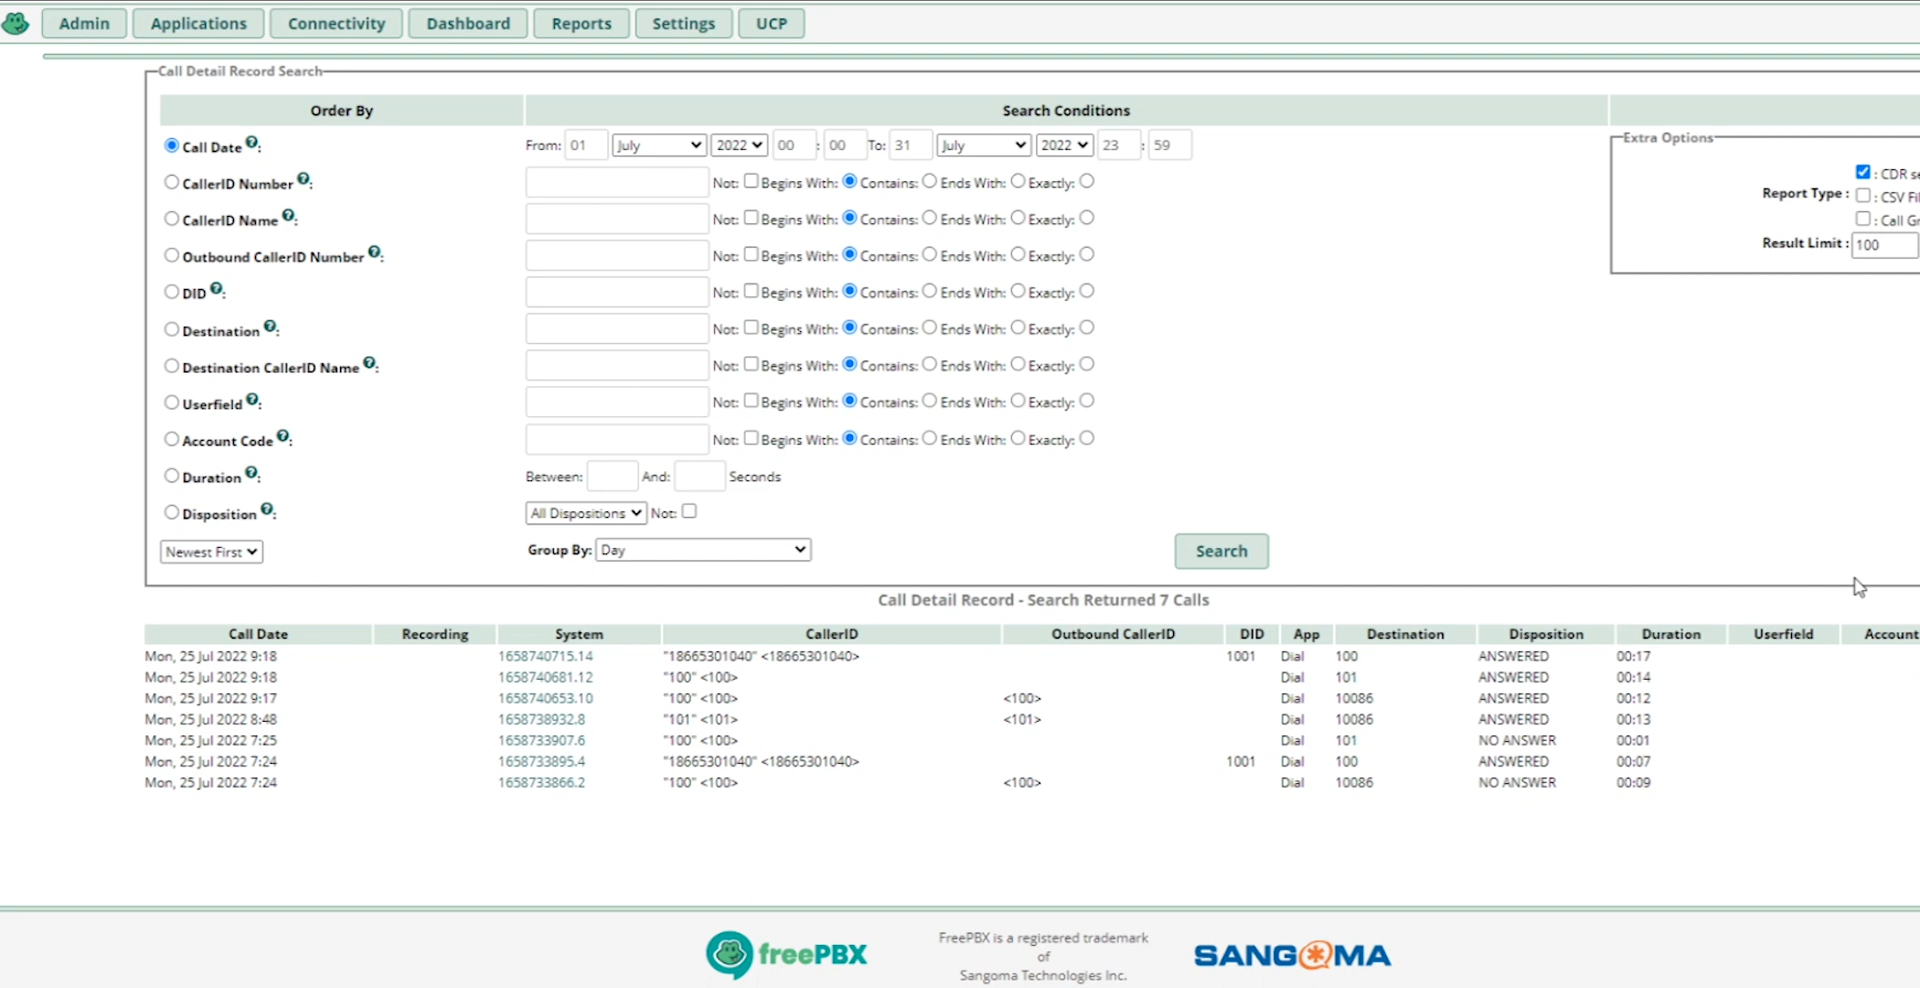 Admin Applications Connectivity Dashboard Reports Settings UCP
Call Detail Record Search
Order By Search Conditions
Extra Options
Call Date ?: From: 01 July 2022 00 : 00 To: 31 July 2022 23 : 59
CallerID Number ?: Not: Begins With: Contains: Ends With: Exactly:
CallerID Name ?: Not: Begins With: Contains: Ends With: Exactly:
Outbound CallerID Number ?: Not: Begins With: Contains: Ends With: Exactly:
DID ?: Not: Begins With: Contains: Ends With: Exactly:
Destination ?: Not: Begins With: Contains: Ends With: Exactly:
Destination CallerID Name ?: Not: Begins With: Contains: Ends With: Exactly:
Userfield ?: Not: Begins With: Contains: Ends With: Exactly:
Account Code ?: Not: Begins With: Contains: Ends With: Exactly:
Duration ?: Between: And: Seconds
Disposition ?: All Dispositions Not:
Newest First Group By: Day Search
: CDR se
Report Type : : CSV Fil
: Call Gr
Result Limit : 100
Call Detail Record - Search Returned 7 Calls
Call Date Recording System CallerID Outbound CallerID DID App Destination Disposition Duration Userfield Account
Mon, 25 Jul 2022 9:18 1658740715.14 "18665301040" <18665301040> 1001 Dial 100 ANSWERED 00:17
Mon, 25 Jul 2022 9:18 1658740681.12 "100" <100> Dial 101 ANSWERED 00:14
Mon, 25 Jul 2022 9:17 1658740653.10 "100" <100> <100> Dial 10086 ANSWERED 00:12
Mon, 25 Jul 2022 8:48 1658738932.8 "101" <101> <101> Dial 10086 ANSWERED 00:13
Mon, 25 Jul 2022 7:25 1658733907.6 "100" <100> Dial 101 NO ANSWER 00:01
Mon, 25 Jul 2022 7:24 1658733895.4 "18665301040" <18665301040> 1001 Dial 100 ANSWERED 00:07
Mon, 25 Jul 2022 7:24 1658733866.2 "100" <100> <100> Dial 10086 NO ANSWER 00:09
freePBX
FreePBX is a registered trademark
of
Sangoma Technologies Inc.
SANGOMA